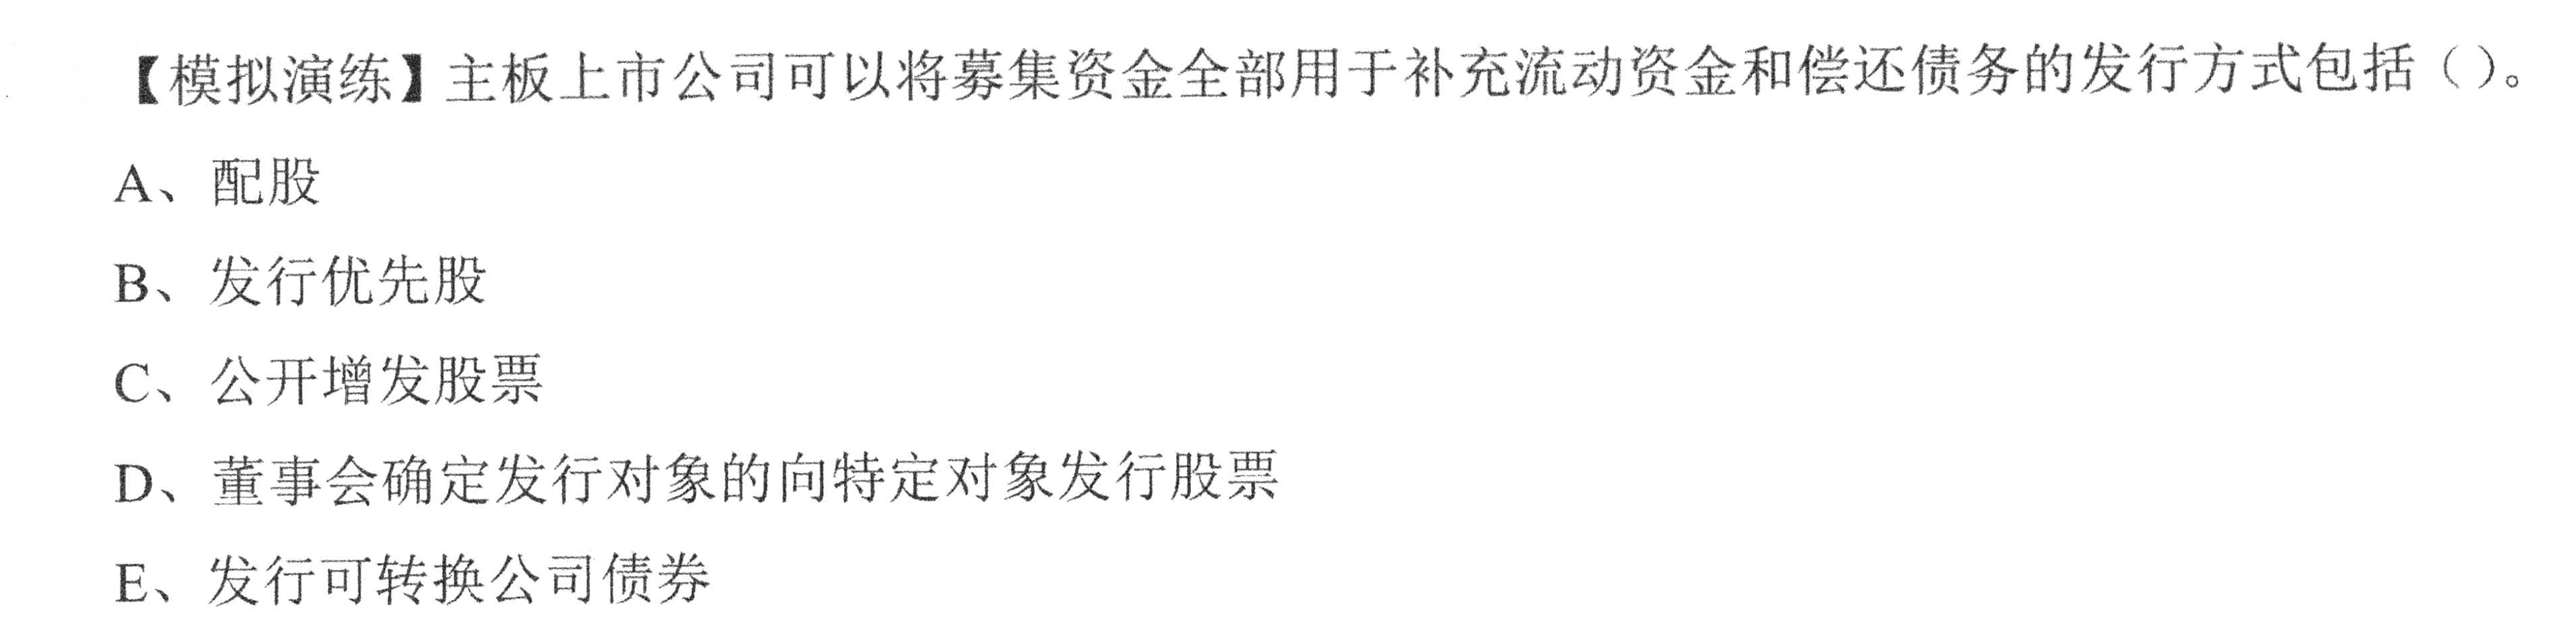 【模拟演练】主板上市公司可以将募集资金全部用于补充流动资金和偿还债务的发行方式包括（）。
A、配股
B、发行优先股
C、公开增发股票
D、董事会确定发行对象的向特定对象发行股票
E、发行可转换公司债券